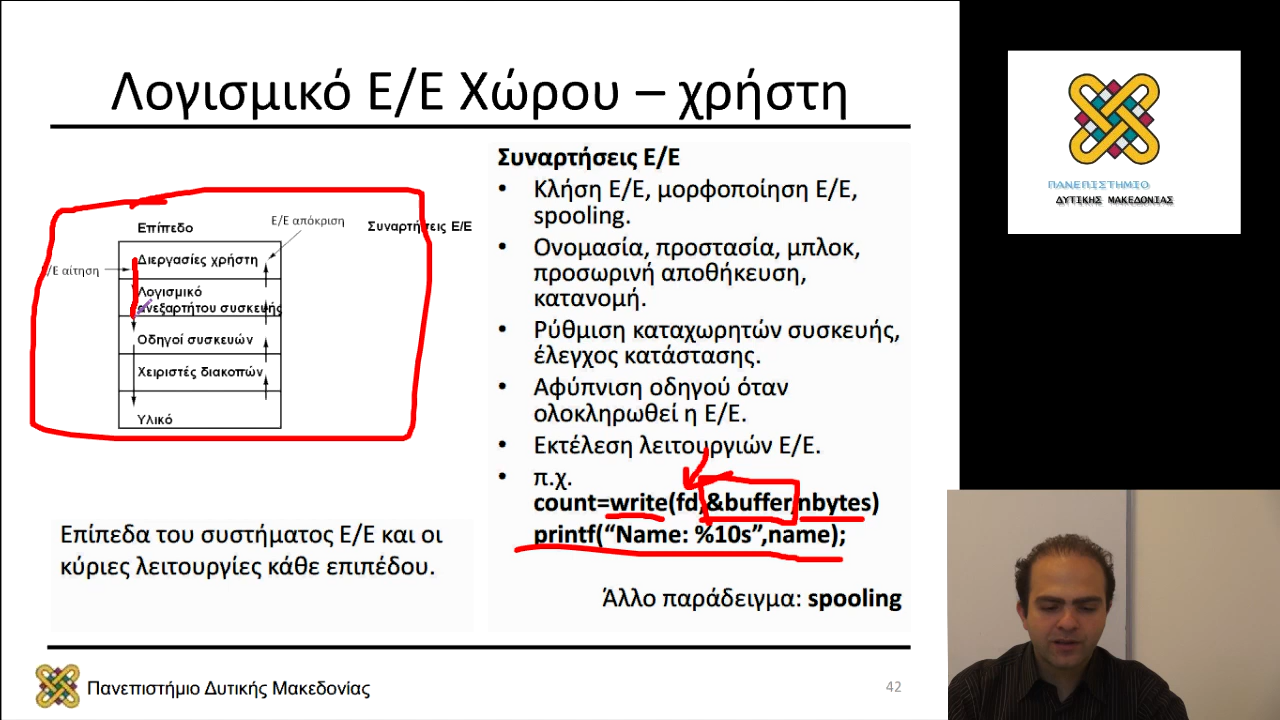 Λογισμικό Ε/Ε Χώρου – χρήστη
Επίπεδο
Ε/Ε απόκριση
Συναρτήσεις Ε/Ε
Ε/Ε αίτηση
Διεργασίες χρήστη
Λογισμικό
ανεξαρτήτου συσκευής
Οδηγοί συσκευών
Χειριστές διακοπών
Υλικό
Επίπεδα του συστήματος Ε/Ε και οι
κύριες λειτουργίες κάθε επιπέδου.
Συναρτήσεις Ε/Ε
• Κλήση Ε/Ε, μορφοποίηση Ε/Ε,
spooling.
• Ονομασία, προστασία, μπλοκ,
προσωρινή αποθήκευση,
κατανομή.
• Ρύθμιση καταχωρητών συσκευής,
έλεγχος κατάστασης.
• Αφύπνιση οδηγού όταν
ολοκληρωθεί η Ε/Ε.
• Εκτέλεση λειτουργιών Ε/Ε.
• π.χ.
count=write(fd,&buffer,nbytes)
printf(“Name: %10s”,name);
Άλλο παράδειγμα: spooling
Πανεπιστήμιο Δυτικής Μακεδονίας
42
ΠΑΝΕΠΙΣΤΗΜΙΟ
ΔΥΤΙΚΗΣ ΜΑΚΕΔΟΝΙΑΣ